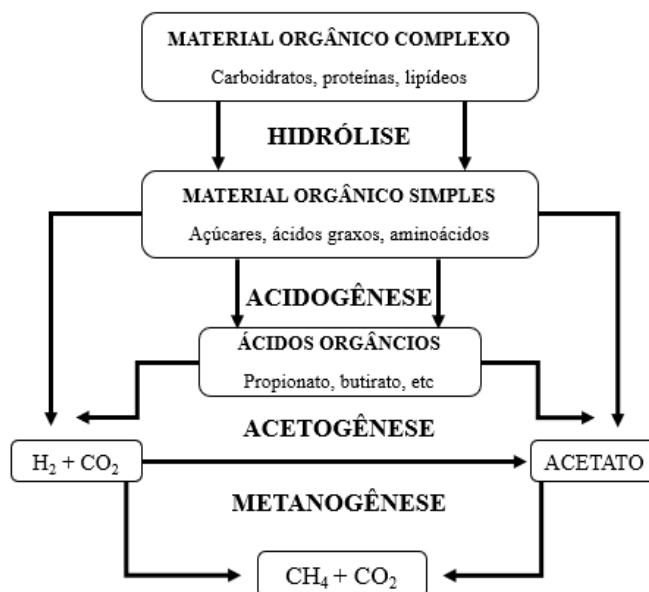 MATERIAL ORGÂNICO COMPLEXO
Carboidratos, proteínas, lipídeos
HIDRÓLISE
MATERIAL ORGÂNICO SIMPLES
Açúcares, ácidos graxos, aminoácidos
ACIDOGÊNESE
ÁCIDOS ORGÂNCIOS
Propionato, butirato, etc
ACETOGÊNESE
H₂ + CO₂
ACETATO
METANOGÊNESE
CH₄ + CO₂